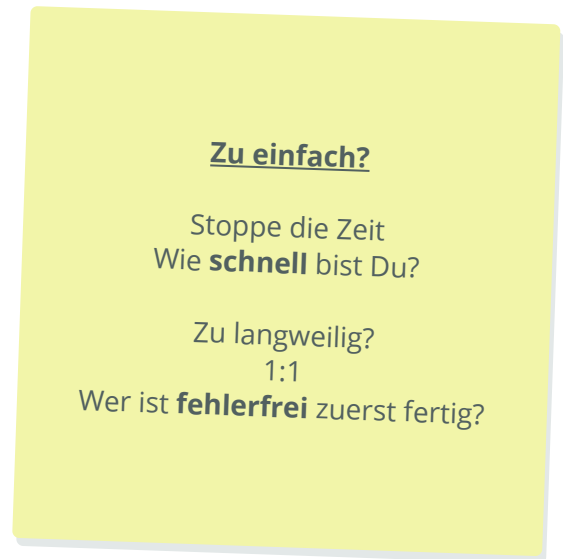 Zu einfach?
Stoppe die Zeit
Wie schnell bist Du?
Zu langweilig?
1:1
Wer ist fehlerfrei zuerst fertig?